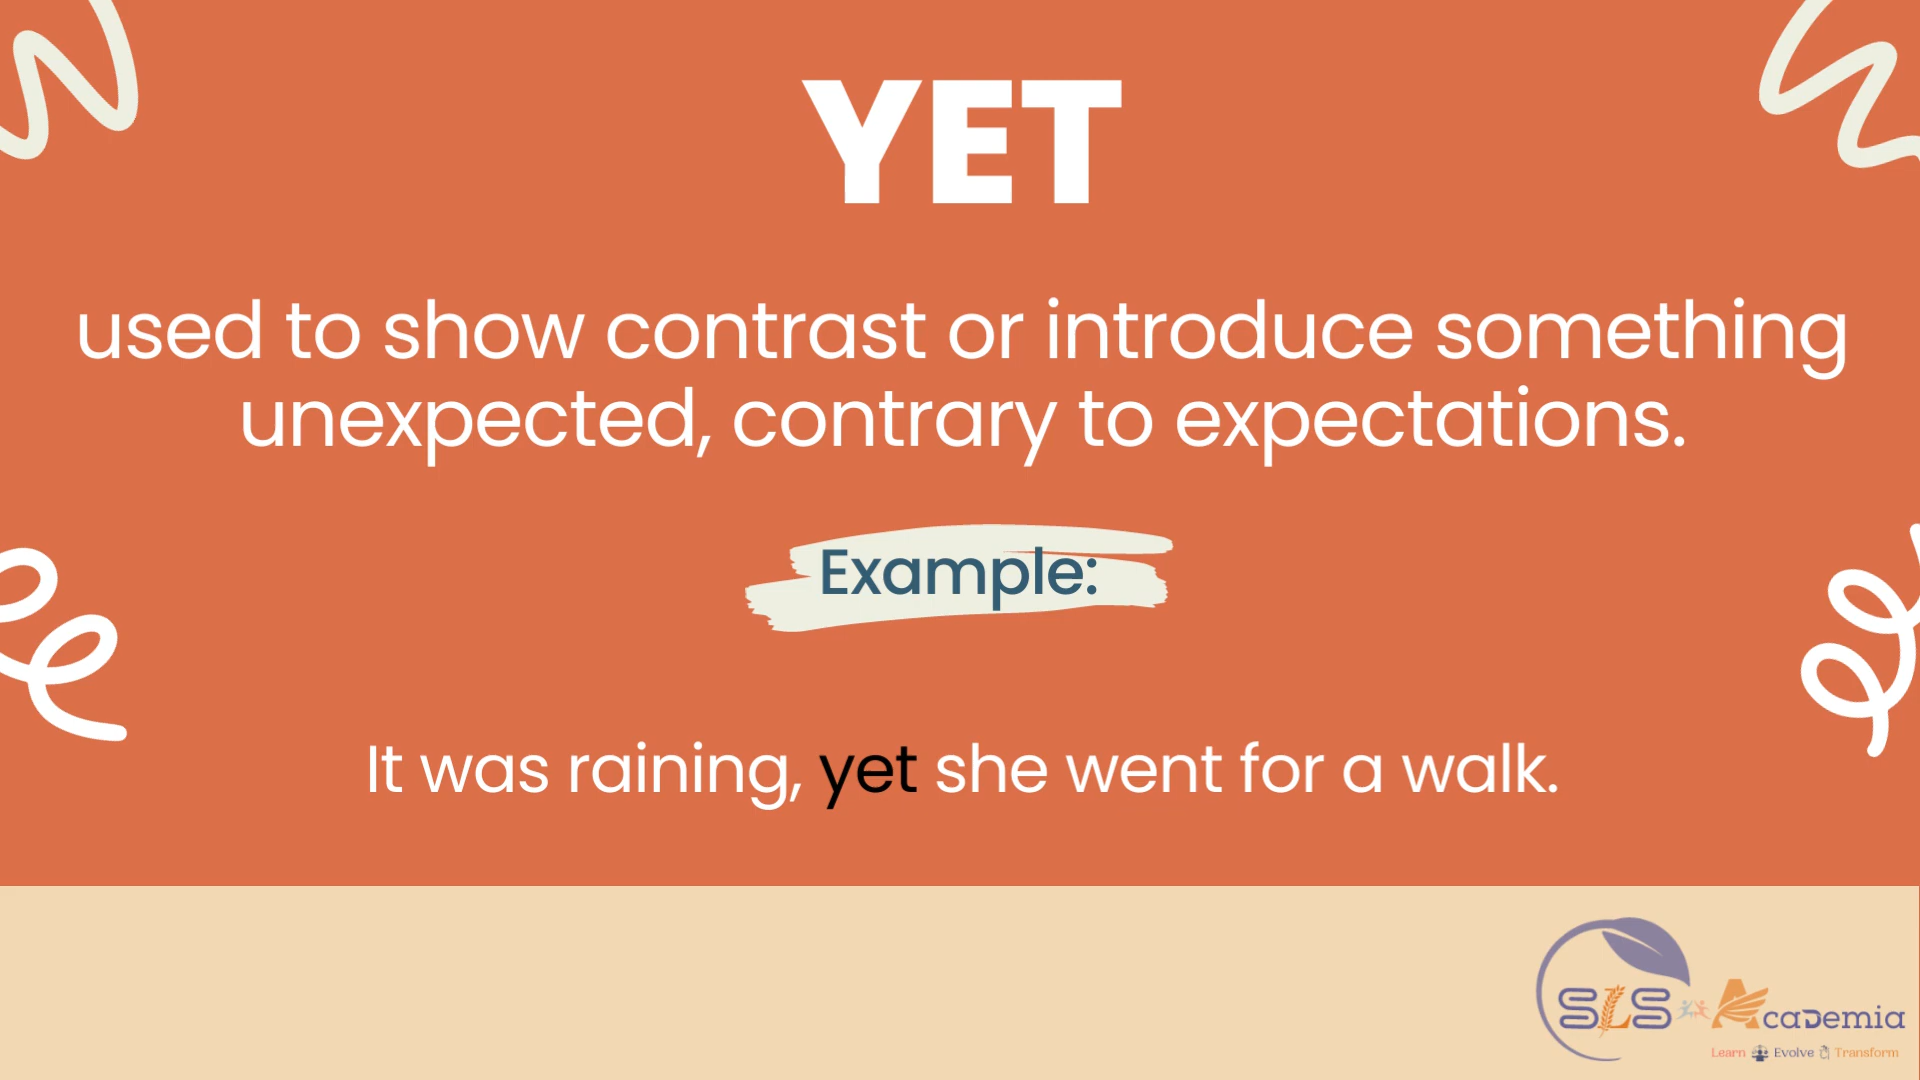 YET
used to show contrast or introduce something
unexpected, contrary to expectations.
Example:
It was raining, yet she went for a walk.
SLS AcaDemia
Learn Evolve Transform